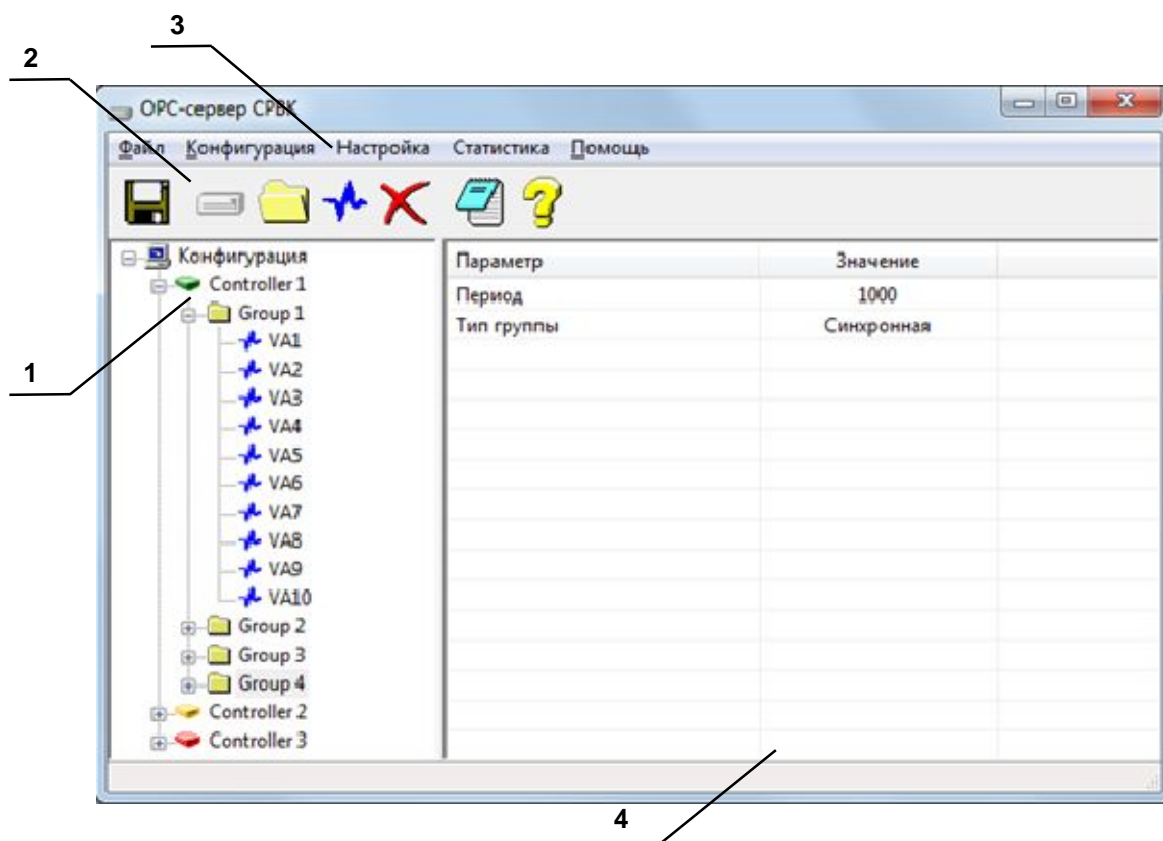 3
2
OPC-сервер СРВК
Файл Конфигурация Настройка Статистика Помощь
Конфигурация
Controller 1
Group 1
VA1
VA2
VA3
VA4
VA5
VA6
VA7
VA8
VA9
VA10
Group 2
Group 3
Group 4
Controller 2
Controller 3
Параметр Значение
Период 1000
Тип группы Синхронная
1
4